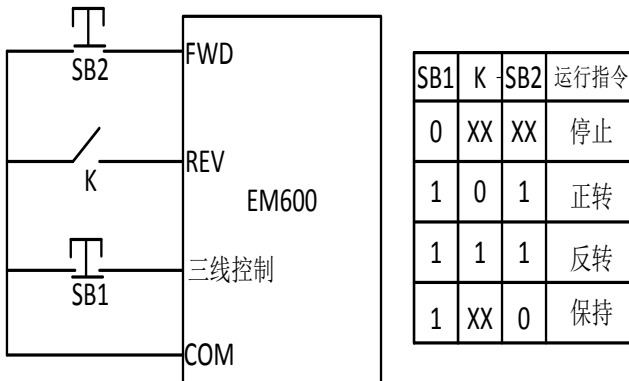 FWD
SB2
REV
K
EM600
三线控制
SB1
COM
SB1 K SB2 运行指令
0 XX XX 停止
1 0 1 正转
1 1 1 反转
1 XX 0 保持